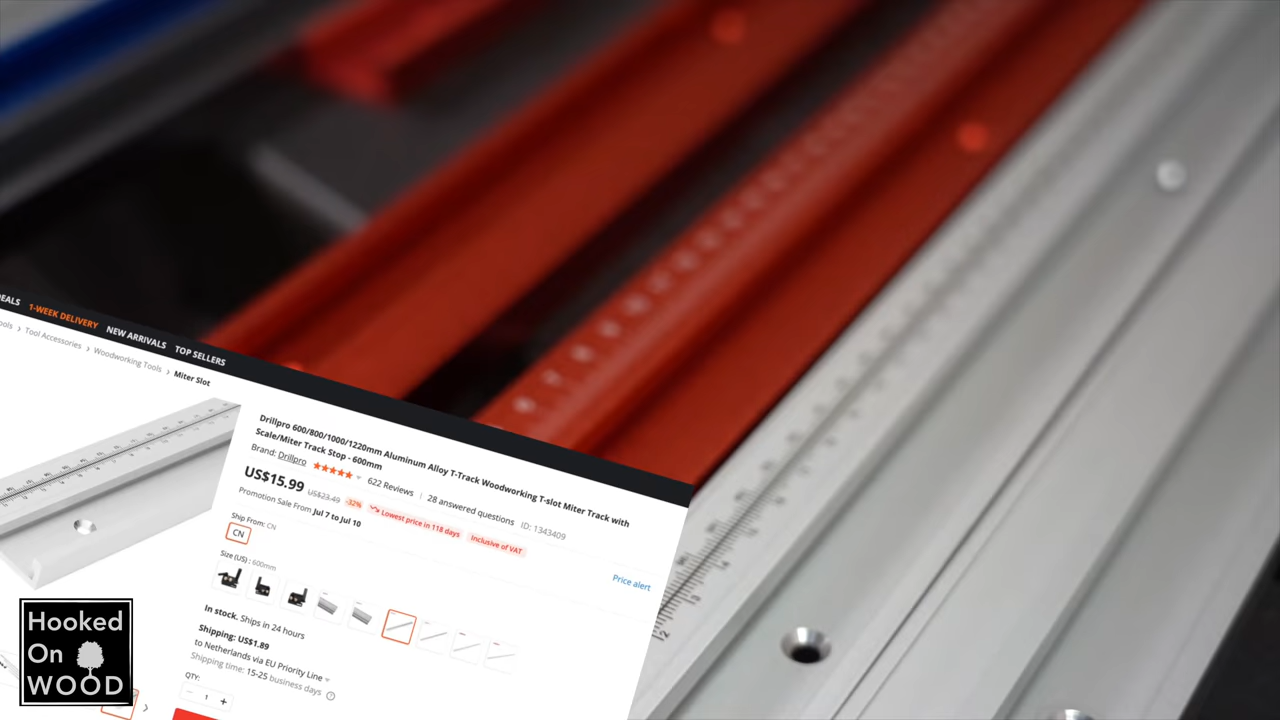 EALS 1-WEEK DELIVERY NEW ARRIVALS TOP SELLERS
ools > Tool Accessories > Woodworking Tools > Miter Slot
Drillpro 600/800/1000/1220mm Aluminum Alloy T-Track Woodworking T-slot Miter Track with
Scale/Miter Track Stop - 600mm
Brand: Drillpro 622 Reviews | 28 answered questions ID: 1343409
US$15.99 US$23.49 -32% Lowest price in 118 days Inclusive of VAT
Promotion Sale From Jul 7 to Jul 10
Ship From: CN
CN
Price alert
Size (US) : 600mm
In stock. Ships in 24 hours
Shipping: US$1.89
to Netherlands via EU Priority Line
Shipping time: 15-25 business days
QTY:
− 1 +
Hooked
On
WOOD